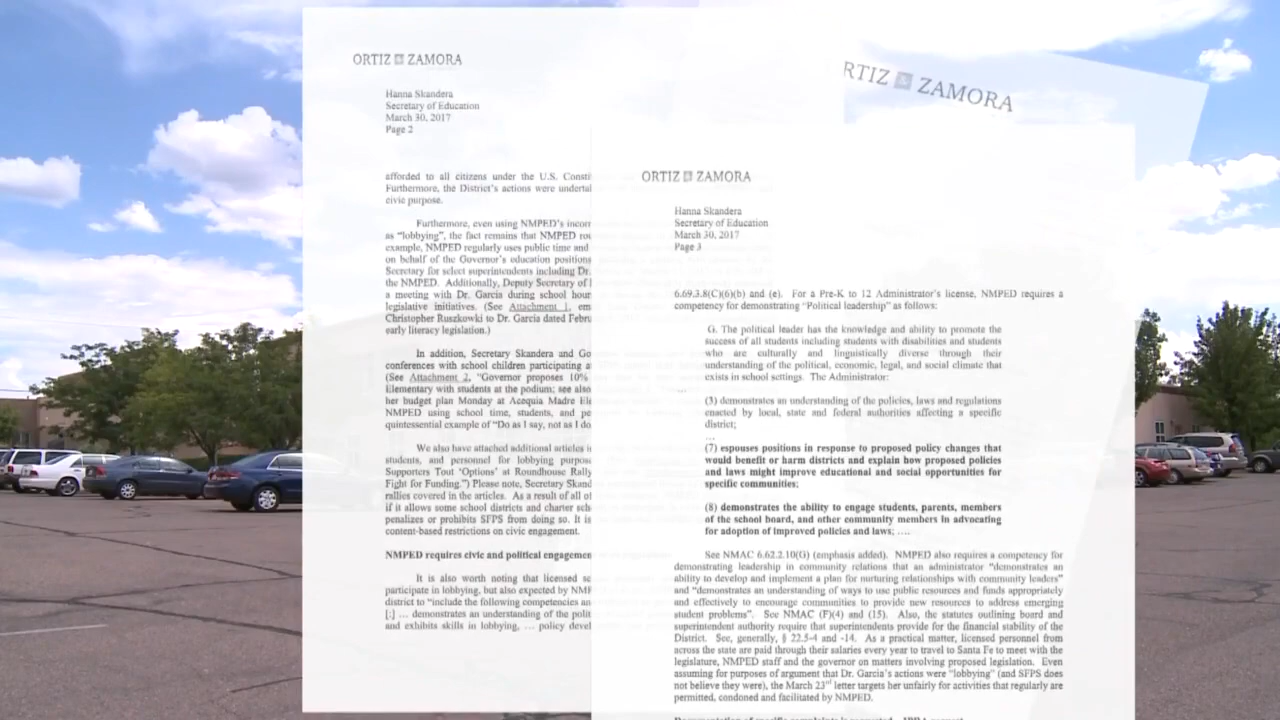 ORTIZ & ZAMORA
Hanna Skandera
Secretary of Education
March 30, 2017
Page 2
afforded to all citizens under the U.S. Consti
Furthermore, the District's actions were undertal
civic purpose.
Furthermore, even using NMPED's incorr
as "lobbying", the fact remains that NMPED rou
example, NMPED regularly uses public time and
on behalf of the Governor's education positions
Secretary for select superintendents including Dr.
the NMPED. Additionally, Deputy Secretary of
a meeting with Dr. Garcia during school hour
legislative initiatives. (See Attachment 1, em
Christopher Ruszkowski to Dr. Garcia dated Febru
early literacy legislation.)
In addition, Secretary Skandera and Go
conferences with school children participating a
(See Attachment 2, "Governor proposes 10%
Elementary with students at the podium; see also
her budget plan Monday at Acequia Madre Ele
NMPED using school time, students, and pe
quintessential example of "Do as I say, not as I do
We also have attached additional articles i
students, and personnel for lobbying purpos
Supporters Tout 'Options' at Roundhouse Rally
Fight for Funding.") Please note, Secretary Skand
rallies covered in the articles. As a result of all of
if it allows some school districts and charter sch
penalizes or prohibits SFPS from doing so. It is
content-based restrictions on civic engagement.
NMPED requires civic and political engagemen
It is also worth noting that licensed sc
participate in lobbying, but also expected by NMP
district to "include the following competencies an
[;] ... demonstrates an understanding of the polit
and exhibits skills in lobbying, ... policy devel
RTIZ & ZAMORA
ORTIZ & ZAMORA
Hanna Skandera
Secretary of Education
March 30, 2017
Page 3
6.69.3.8(C)(6)(b) and (e). For a Pre-K to 12 Administrator's license, NMPED requires a
competency for demonstrating "Political leadership" as follows:
G. The political leader has the knowledge and ability to promote the
success of all students including students with disabilities and students
who are culturally and linguistically diverse through their
understanding of the political, economic, legal, and social climate that
exists in school settings. The Administrator:
...
(3) demonstrates an understanding of the policies, laws and regulations
enacted by local, state and federal authorities affecting a specific
district;
...
(7) espouses positions in response to proposed policy changes that
would benefit or harm districts and explain how proposed policies
and laws might improve educational and social opportunities for
specific communities;
(8) demonstrates the ability to engage students, parents, members
of the school board, and other community members in advocating
for adoption of improved policies and laws; ....
See NMAC 6.62.2.10(G) (emphasis added). NMPED also requires a competency for
demonstrating leadership in community relations that an administrator "demonstrates an
ability to develop and implement a plan for nurturing relationships with community leaders"
and "demonstrates an understanding of ways to use public resources and funds appropriately
and effectively to encourage communities to provide new resources to address emerging
student problems". See NMAC (F)(4) and (15). Also, the statutes outlining board and
superintendent authority require that superintendents provide for the financial stability of the
District. See, generally, § 22.5-4 and -14. As a practical matter, licensed personnel from
across the state are paid through their salaries every year to travel to Santa Fe to meet with the
legislature, NMPED staff and the governor on matters involving proposed legislation. Even
assuming for purposes of argument that Dr. Garcia's actions were "lobbying" (and SFPS does
not believe they were), the March 23rd letter targets her unfairly for activities that regularly are
permitted, condoned and facilitated by NMPED.